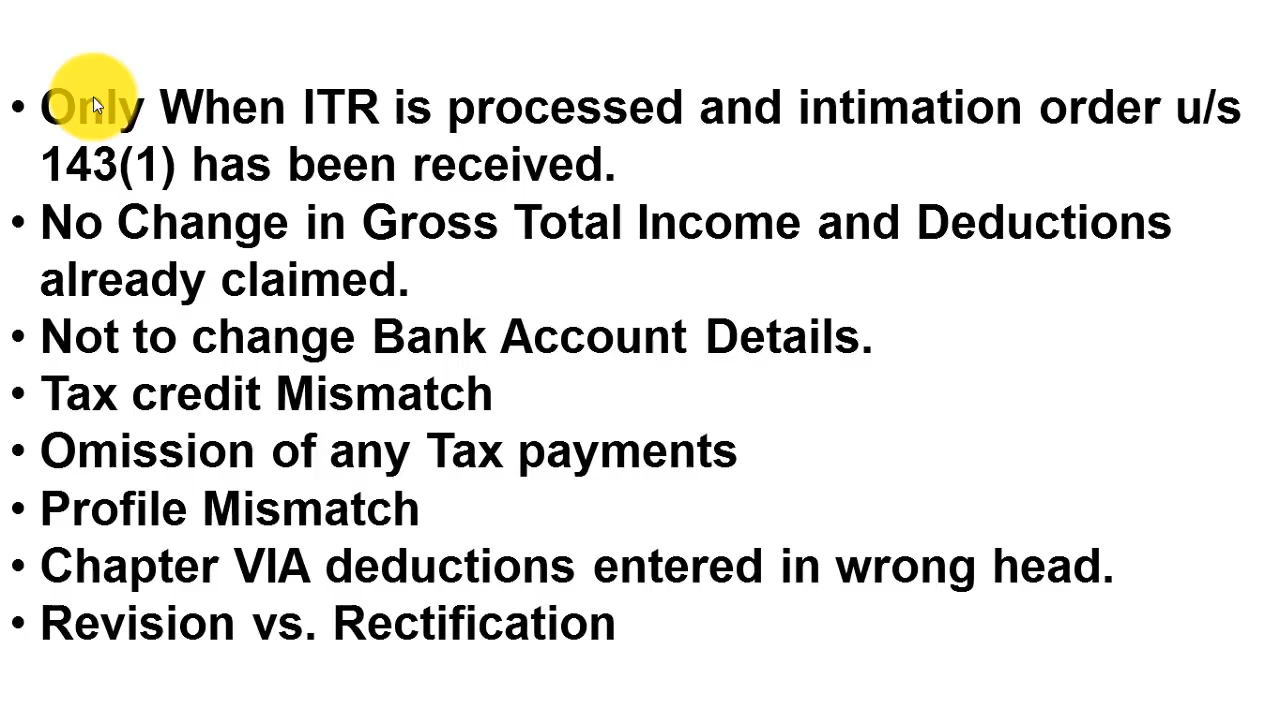 • Only When ITR is processed and intimation order u/s
143(1) has been received.
• No Change in Gross Total Income and Deductions
already claimed.
• Not to change Bank Account Details.
• Tax credit Mismatch
• Omission of any Tax payments
• Profile Mismatch
• Chapter VIA deductions entered in wrong head.
• Revision vs. Rectification